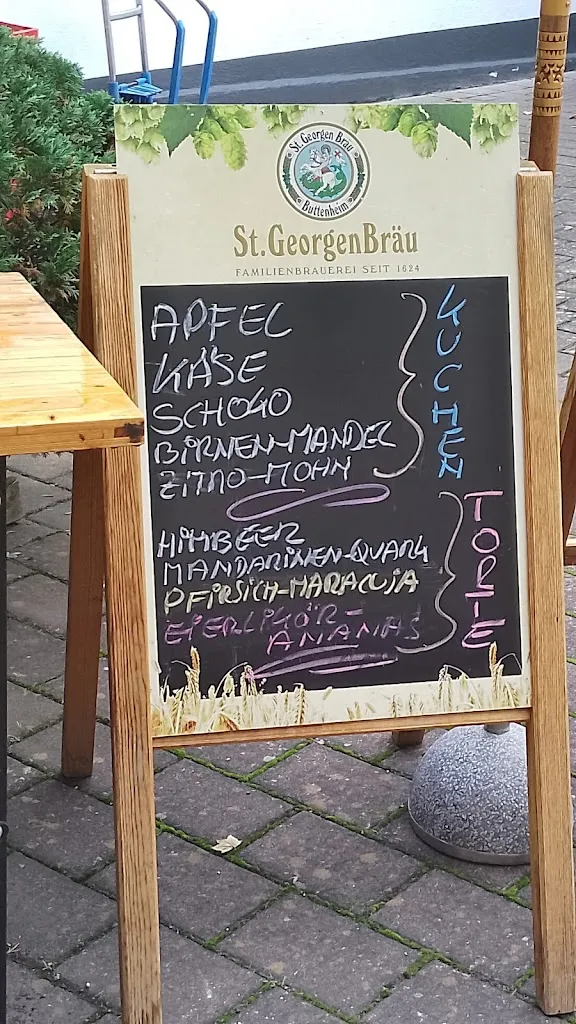 St. Georgen Bräu
Buttenheim
St.GeorgenBräu
FAMILIENBRAUEREI SEIT 1624
APFEL
KÄSE
SCHOGO
BIRNEN-MANDEL
ZITRO-MOHN
KUCHEN
HIMBEER
MANDARINEN-QUARK
PFIRSICH-MARACUJA
EIERLIKÖR-
ANANAS
TORTE